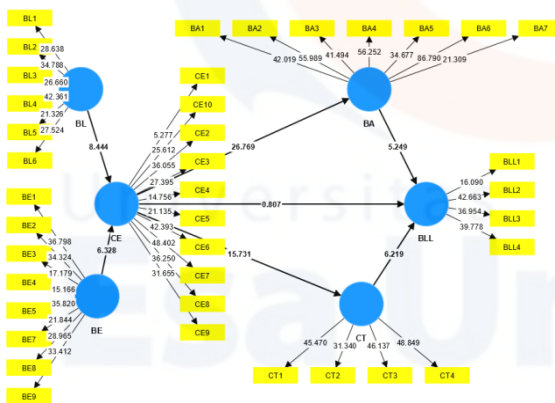 BL1
BL2
BL3
BL4
BL5
BL6
28.638
34.788
26.660
42.361
21.326
27.524
BL
8.444
BE1
BE2
BE3
BE4
BE5
BE7
BE8
BE9
36.798
34.324
17.179
15.166
35.820
21.844
28.965
33.412
BE
6.328
CE
CE1
CE10
CE2
CE3
CE4
CE5
CE6
CE7
CE8
CE9
5.277
25.612
36.055
27.395
14.756
21.135
42.393
48.402
36.250
31.655
26.769
0.807
15.731
BA1
BA2
BA3
BA4
BA5
BA6
BA7
42.019
55.989
41.494
56.252
34.677
86.790
21.309
BA
5.249
BLL
BLL1
BLL2
BLL3
BLL4
16.090
42.663
36.954
39.778
6.219
CT
45.470
31.340
46.137
48.849
CT1
CT2
CT3
CT4
Universita
Esa Un